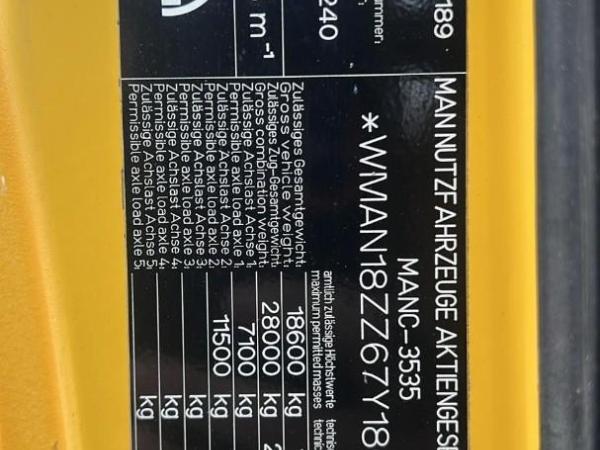 MAN NUTZFAHRZEUGE AKTIENGESE
MANC-3535
*WMAN18ZZ67Y18
amtlich zulässige Höchstwerte
maximum permitted masses
Zulässiges Gesamtgewicht: 18600 kg
Gross vehicle Weight:
Zulässiges Zug-Gesamtgewicht: 28000 kg
Gross combination Weight:
Zulässige Achslast Achse 1: 7100 kg
Permissible axle load axle 1:
Zulässige Achslast Achse 2: 11500 kg
Permissible axle load axle 2:
Zulässige Achslast Achse 3: kg
Permissible axle load axle 3:
Zulässige Achslast Achse 4: kg
Permissible axle load axle 4:
Zulässige Achslast Achse 5: kg
Permissible axle load axle 5:
189
240
m⁻¹